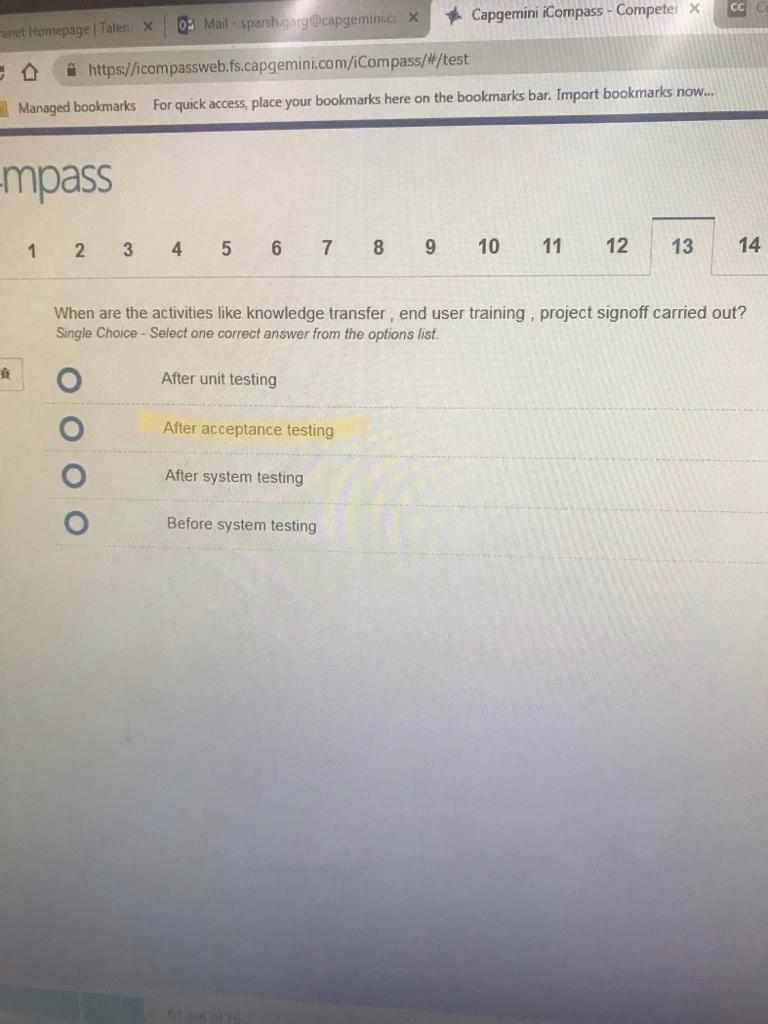 anet Homepage | Talen
Mail - sparsh.garg@capgemini.c
Capgemini iCompass - Competer
CC
https://icompassweb.fs.capgemini.com/iCompass/#/test
Managed bookmarks For quick access, place your bookmarks here on the bookmarks bar. Import bookmarks now...
mpass
1 2 3 4 5 6 7 8 9 10 11 12 13 14
When are the activities like knowledge transfer , end user training , project signoff carried out?
Single Choice - Select one correct answer from the options list.
After unit testing
After acceptance testing
After system testing
Before system testing